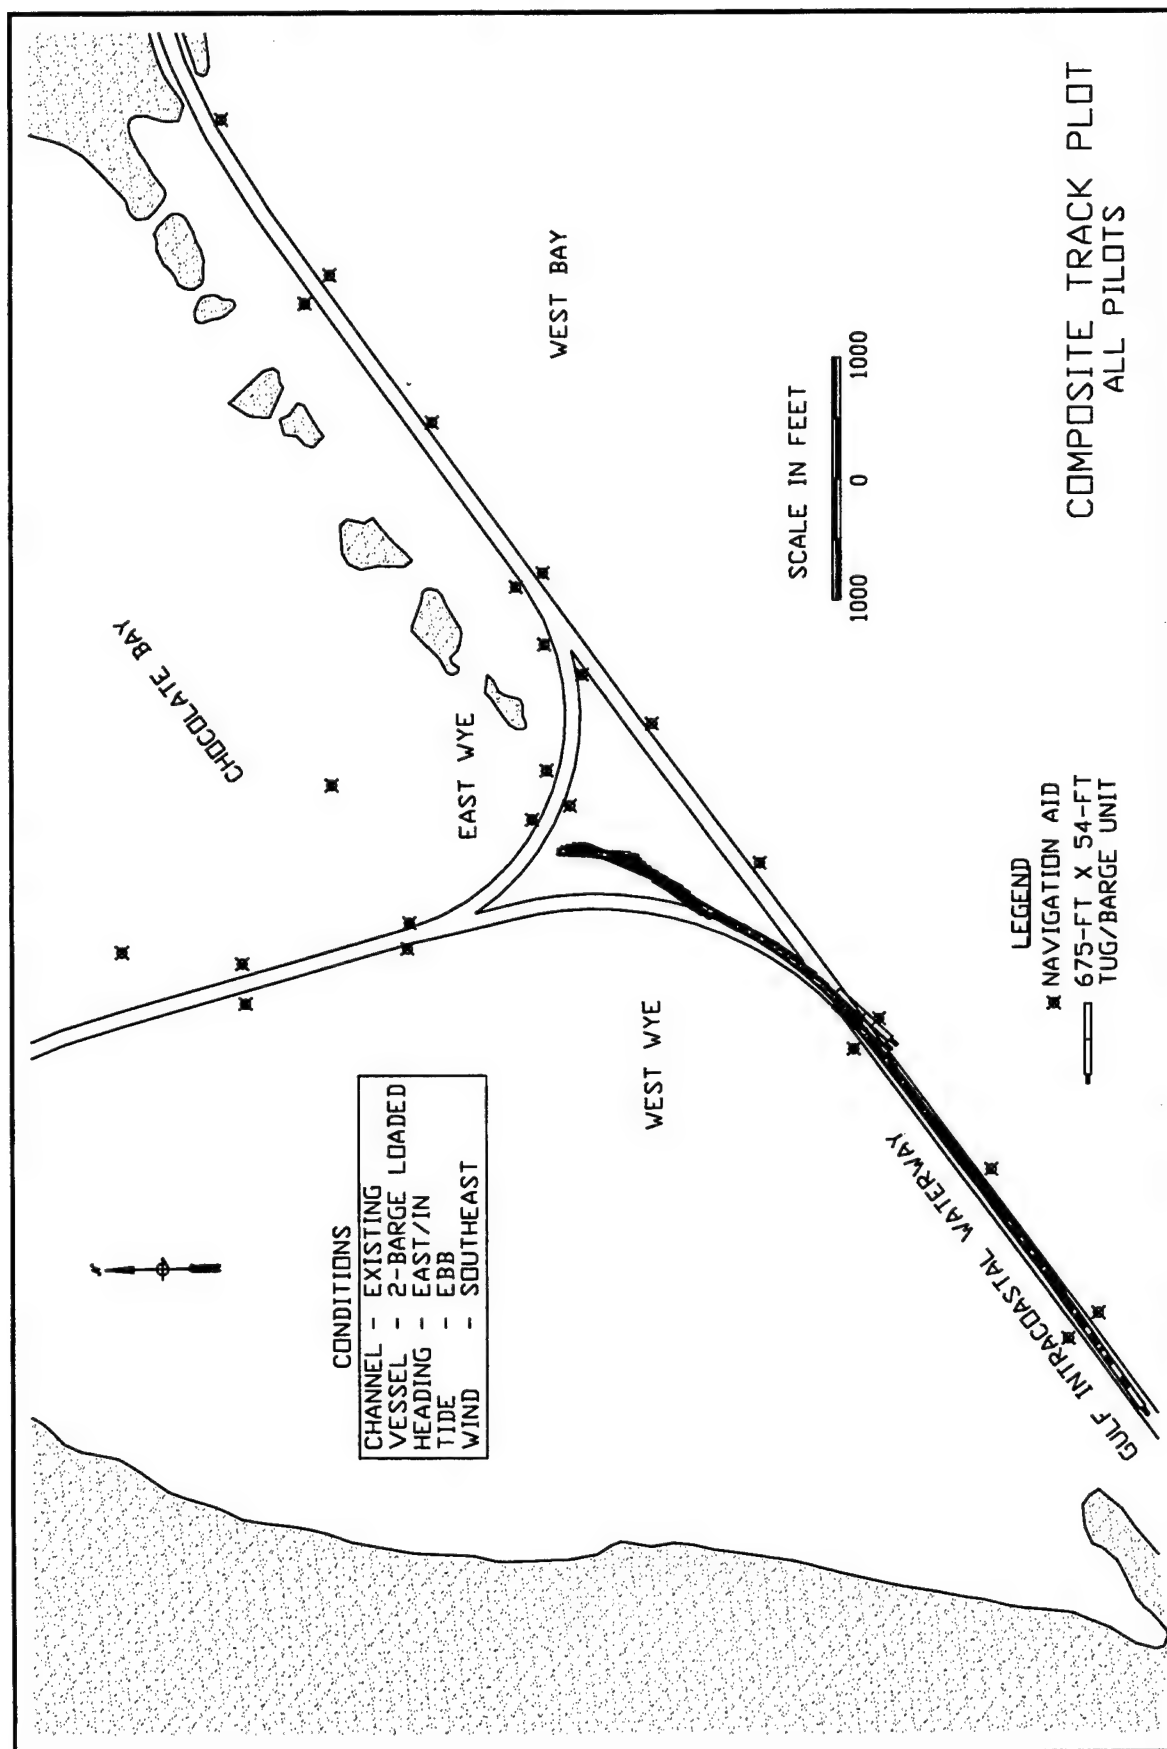 CHOCOLATE BAY
EAST WYE
WEST BAY
WEST WYE
GULF INTRACOASTAL WATERWAY
N
CONDITIONS
CHANNEL - EXISTING
VESSEL - 2-BARGE LOADED
HEADING - EAST/IN
TIDE - EBB
WIND - SOUTHEAST
SCALE IN FEET
1000 0 1000
LEGEND
NAVIGATION AID
675-FT X 54-FT
TUG/BARGE UNIT
COMPOSITE TRACK PLOT
ALL PILOTS